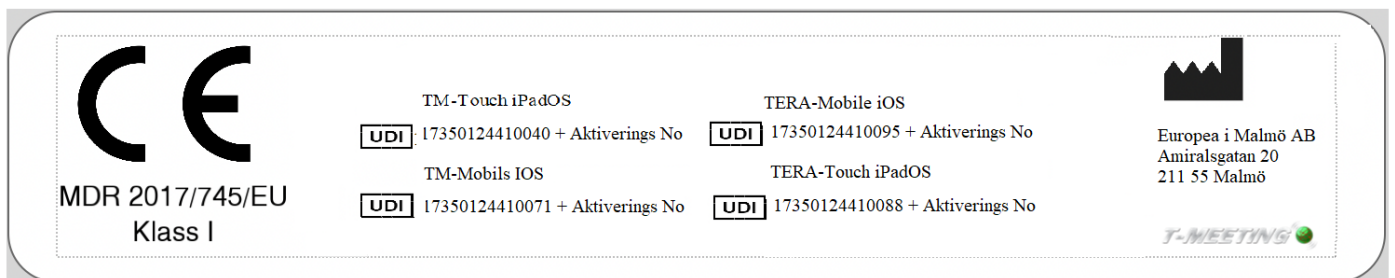 CE
MDR 2017/745/EU
Klass I
TM-Touch iPadOS
UDI 17350124410040 + Aktiverings No
TM-Mobils IOS
UDI 17350124410071 + Aktiverings No
TERA-Mobile iOS
UDI 17350124410095 + Aktiverings No
TERA-Touch iPadOS
UDI 17350124410088 + Aktiverings No
Europea i Malmö AB
Amiralsgatan 20
211 55 Malmö
T-MEETING